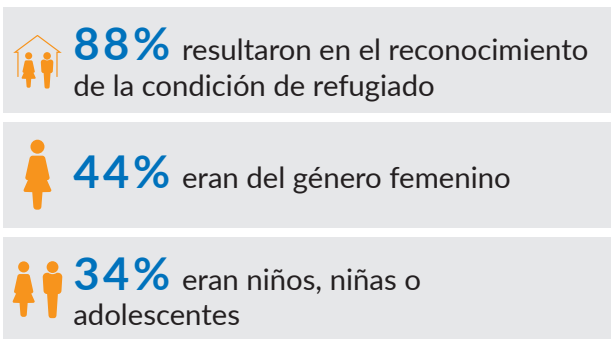 88% resultaron en el reconocimiento
de la condición de refugiado
44% eran del género femenino
34% eran niños, niñas o
adolescentes